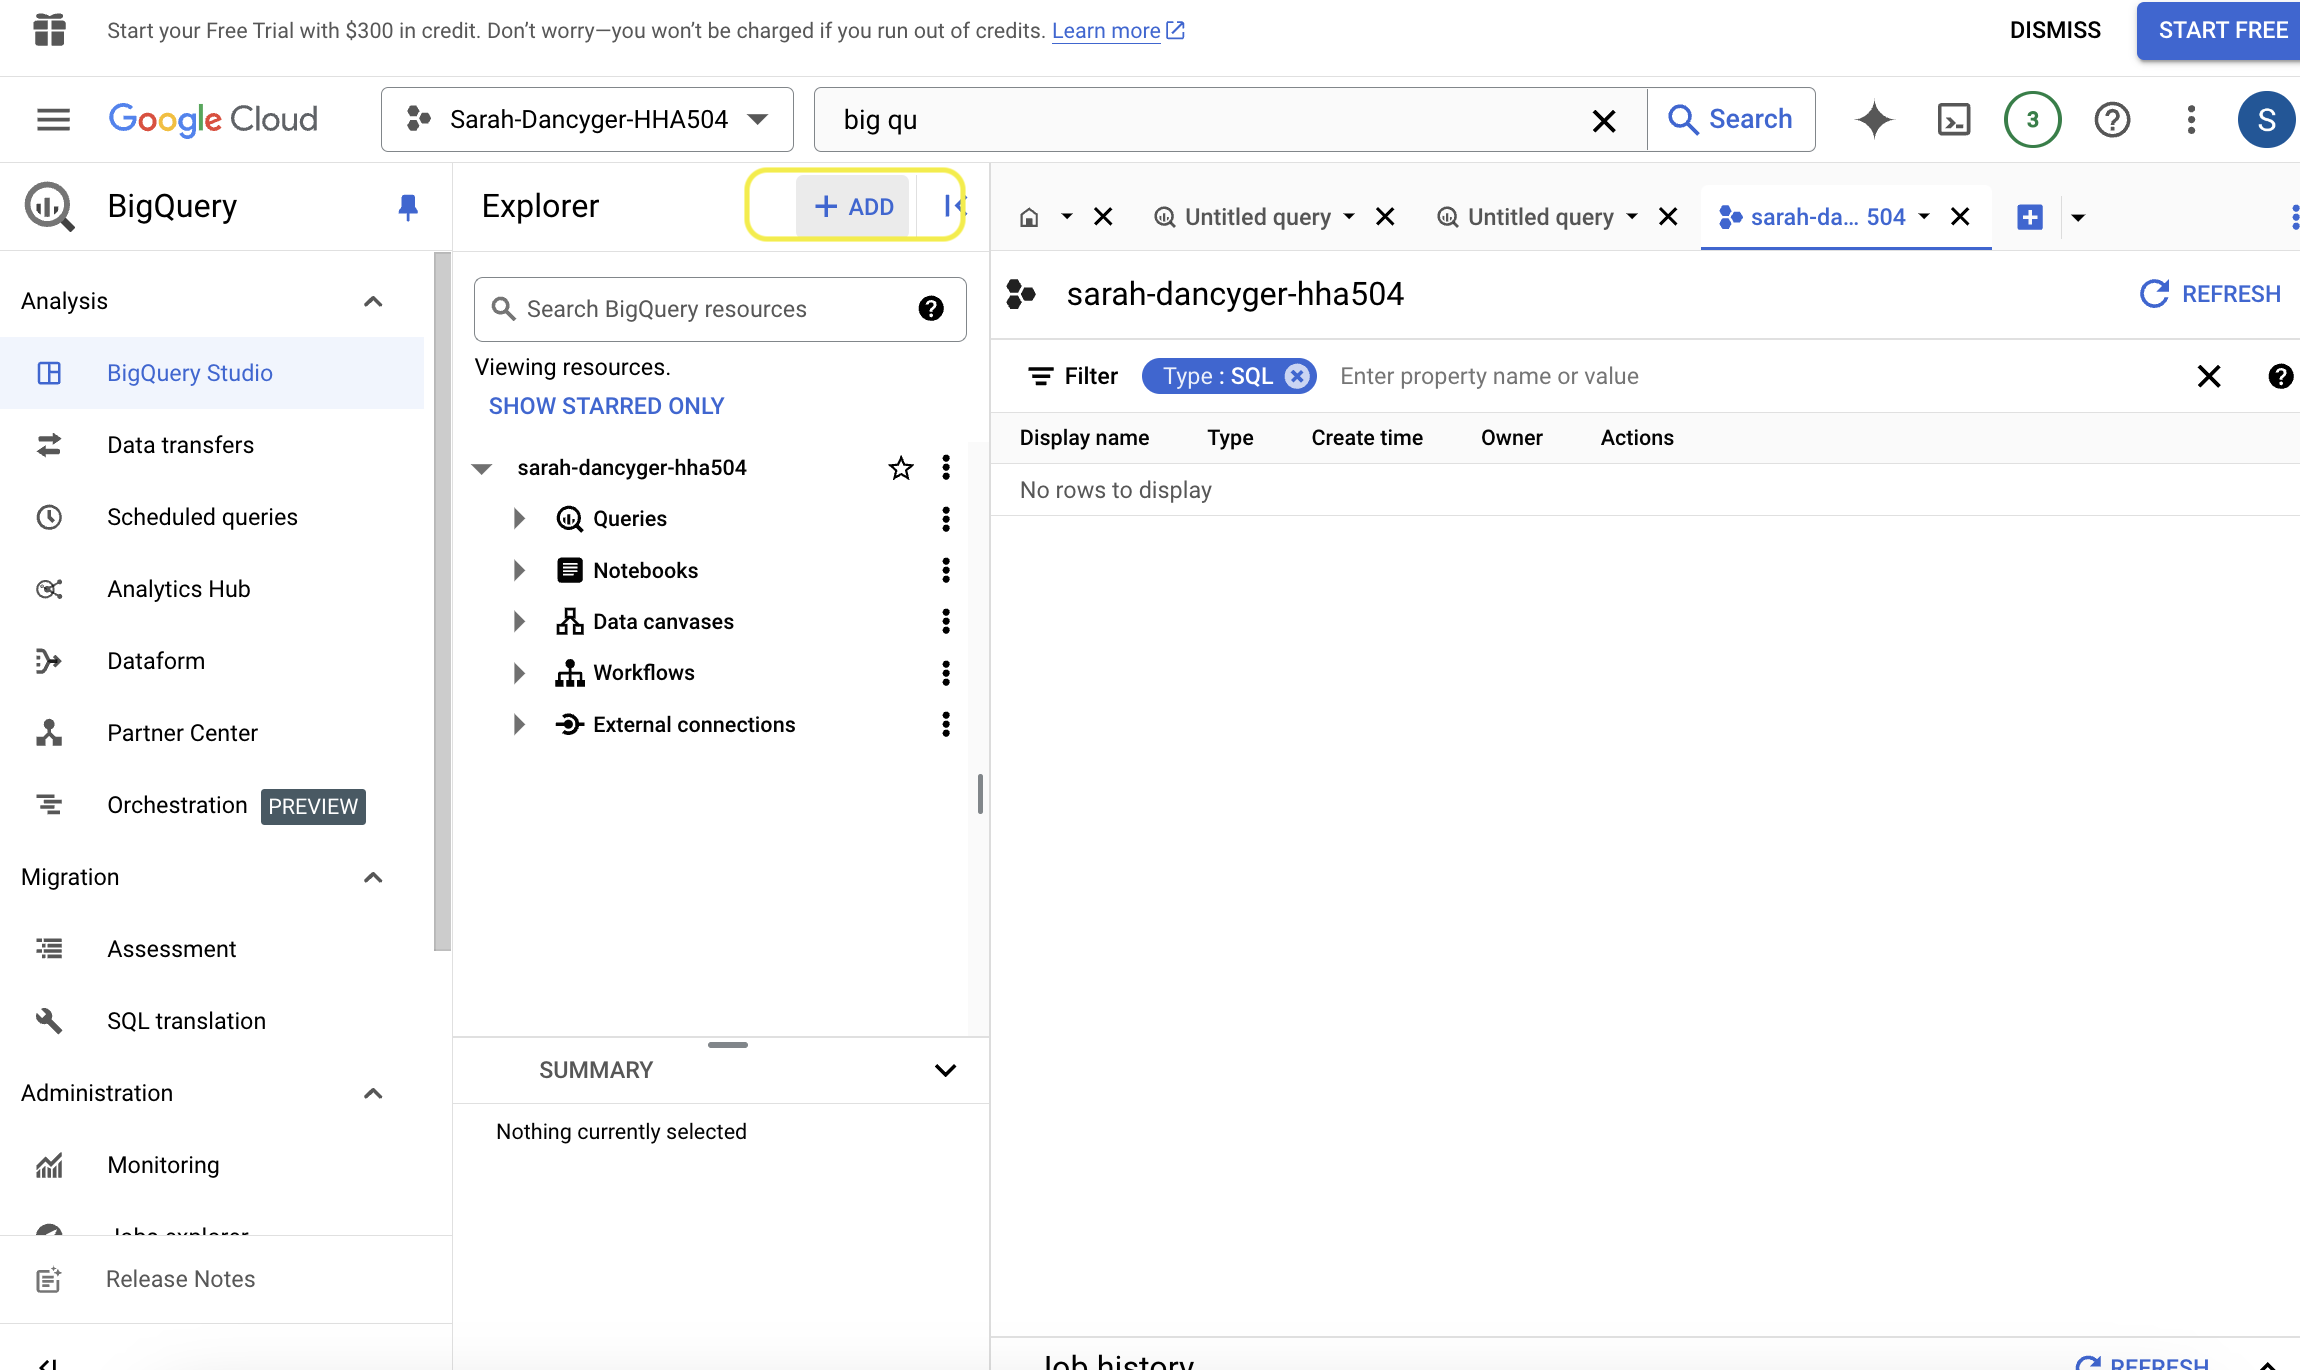 Start your Free Trial with $300 in credit. Don’t worry—you won’t be charged if you run out of credits. Learn more
DISMISS
START FREE
Google Cloud
Sarah-Dancyger-HHA504
big qu
Search
3
S
BigQuery
Analysis
BigQuery Studio
Data transfers
Scheduled queries
Analytics Hub
Dataform
Partner Center
Orchestration PREVIEW
Migration
Assessment
SQL translation
Administration
Monitoring
Jobs explorer
Release Notes
Explorer
+ ADD
Search BigQuery resources
Viewing resources.
SHOW STARRED ONLY
sarah-dancyger-hha504
Queries
Notebooks
Data canvases
Workflows
External connections
SUMMARY
Nothing currently selected
Untitled query
Untitled query
sarah-da… 504
sarah-dancyger-hha504
REFRESH
Filter
Type : SQL
Enter property name or value
Display name Type Create time Owner Actions
No rows to display
Job history
REFRESH